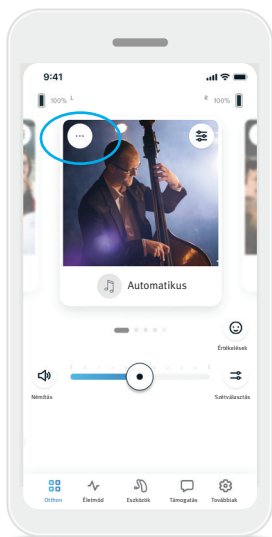 9:41
100% L
R 100%
Automatikus
Értékelések
Némítás
Szétválasztás
Otthon
Életmód
Eszközök
Támogatás
Továbbiak